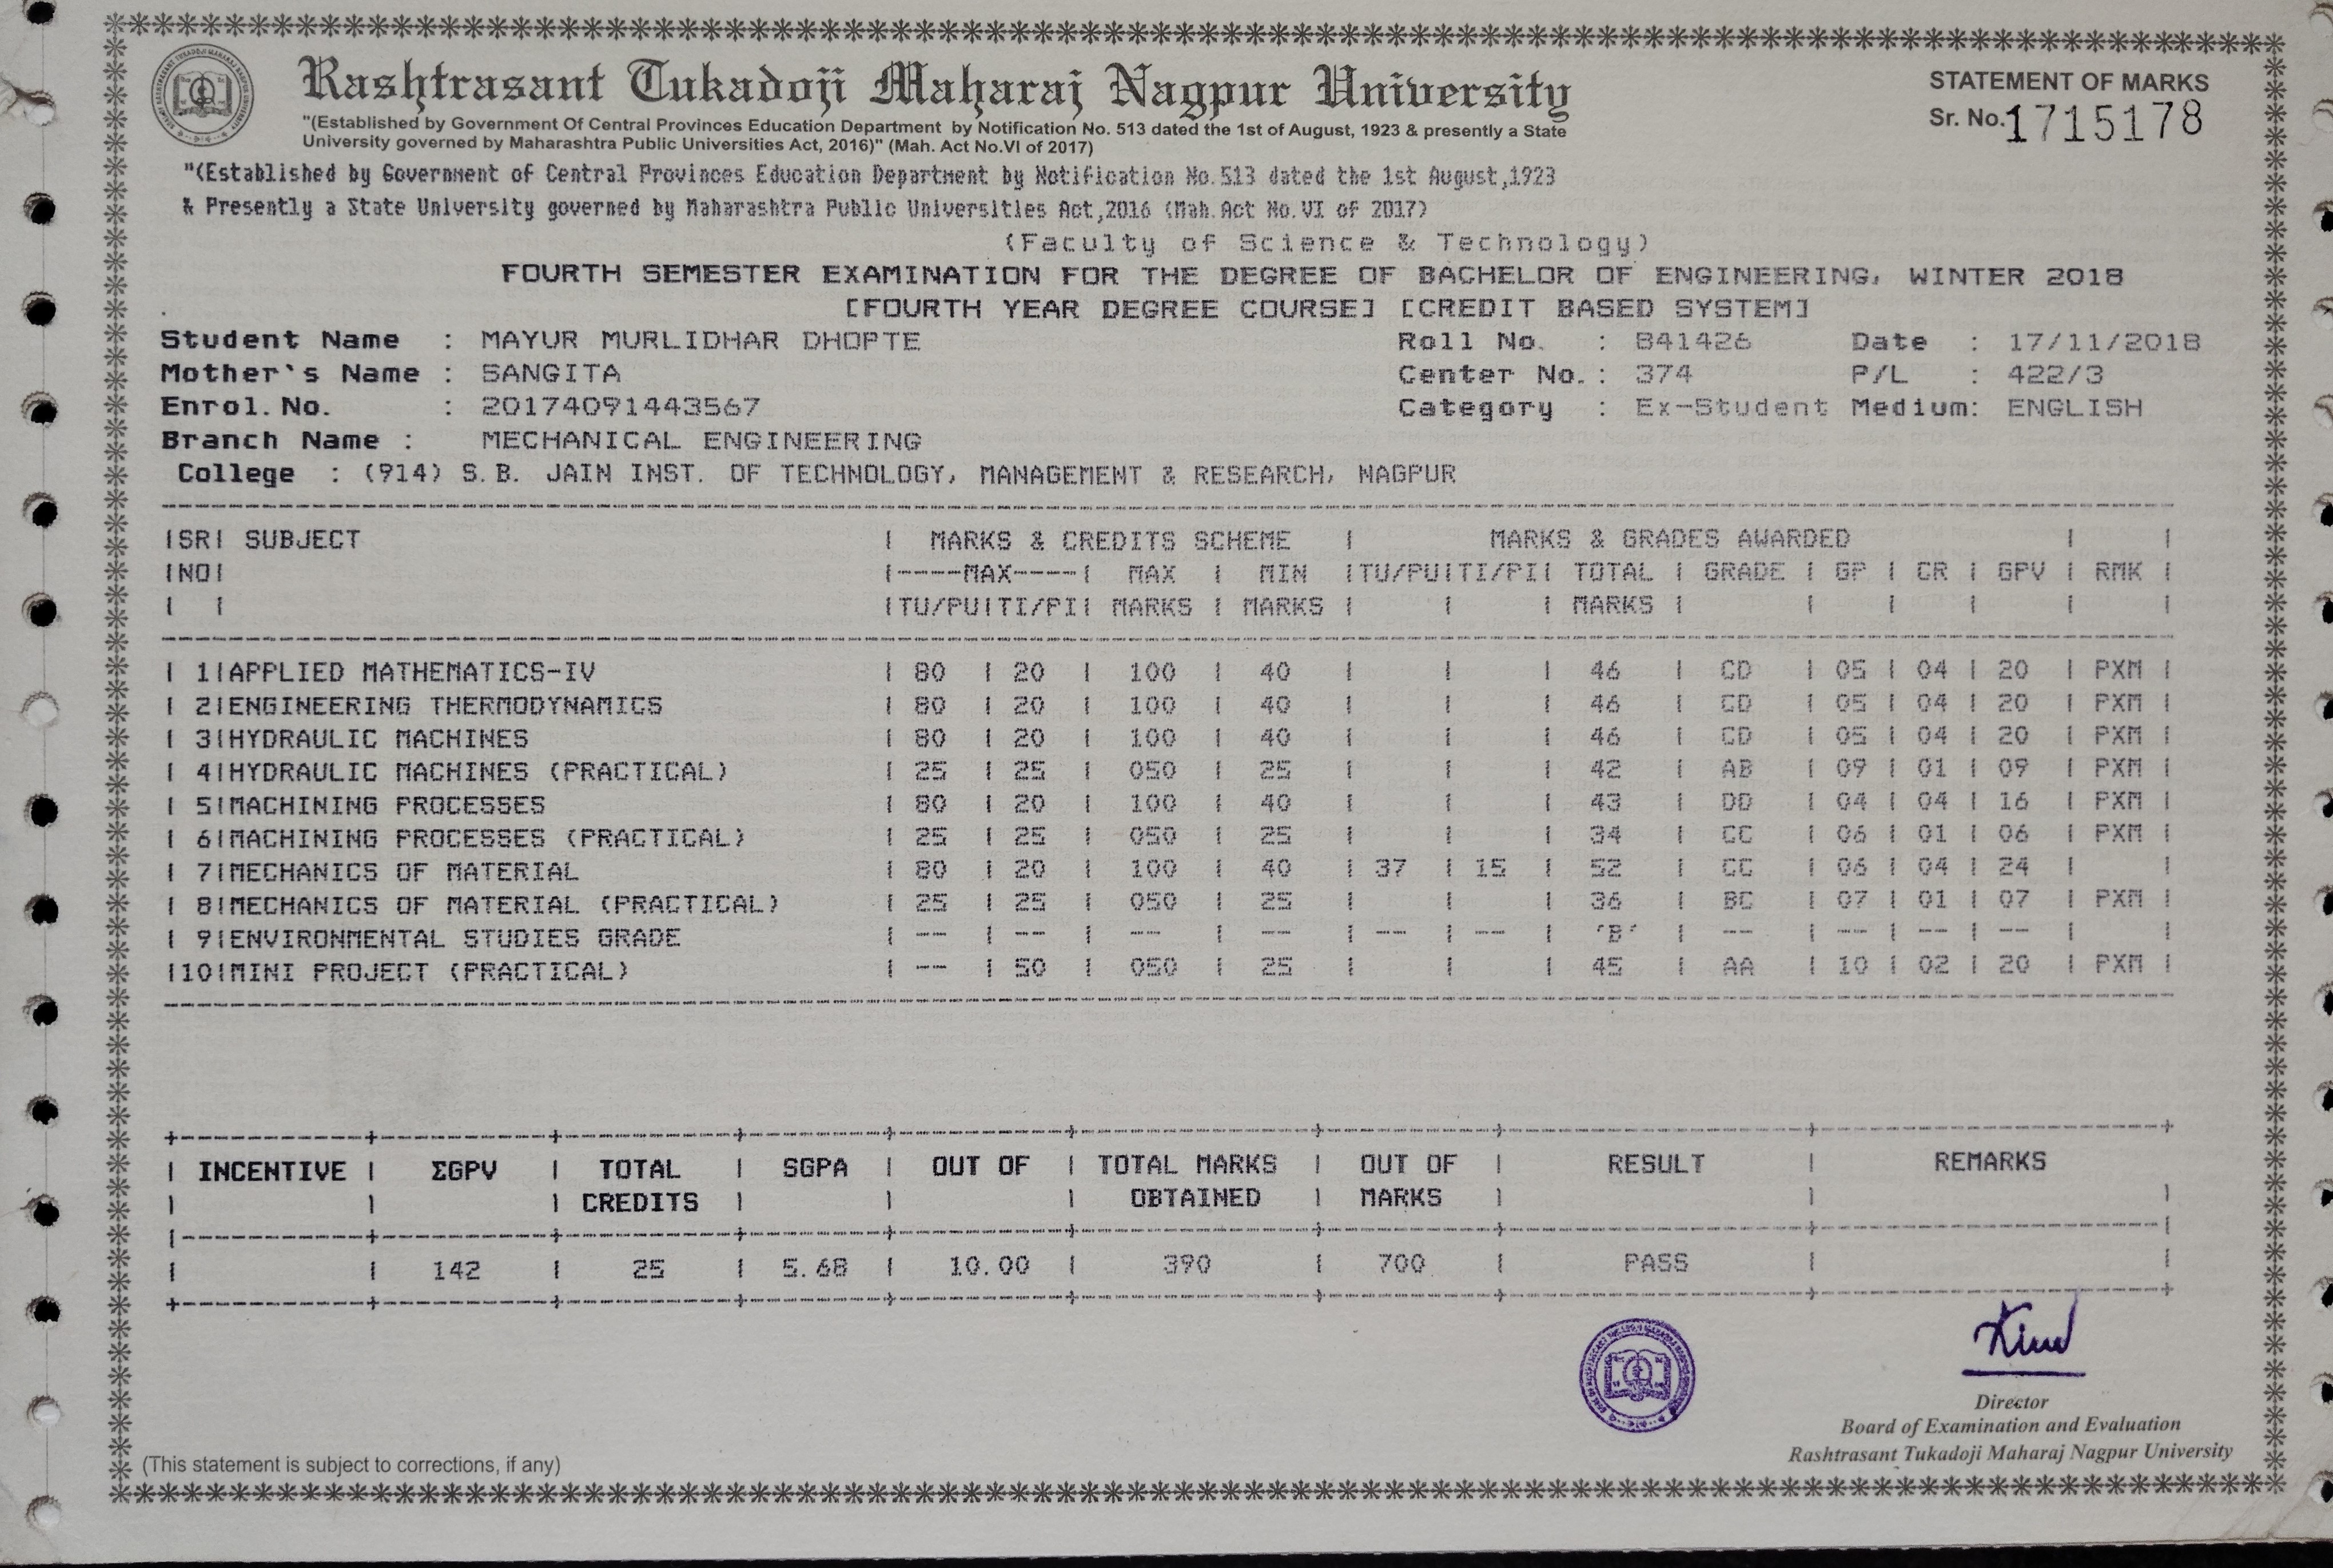 Rashtrasant Tukadoji Maharaj Nagpur University
STATEMENT OF MARKS
Sr. No.1715178
"(Established by Government Of Central Provinces Education Department by Notification No. 513 dated the 1st of August, 1923 & presently a State
University governed by Maharashtra Public Universities Act, 2016)" (Mah. Act No.VI of 2017)
"(Established by Government of Central Provinces Education Department by Notification No.513 dated the 1st August,1923
& Presently a State University governed by Maharashtra Public Universities Act,2016 (Mah.Act No.VI of 2017)
(Faculty of Science & Technology)
FOURTH SEMESTER EXAMINATION FOR THE DEGREE OF BACHELOR OF ENGINEERING, WINTER 2018
[FOURTH YEAR DEGREE COURSE] [CREDIT BASED SYSTEM]
Student Name : MAYUR MURLIDHAR DHOPTE Roll No. : B41426 Date : 17/11/2018
Mother's Name : SANGITA Center No.: 374 P/L : 422/3
Enrol.No. : 20174091443567 Category : Ex-Student Medium: ENGLISH
Branch Name : MECHANICAL ENGINEERING
College : (914) S.B. JAIN INST. OF TECHNOLOGY, MANAGEMENT & RESEARCH, NAGPUR
|SR| SUBJECT | MARKS & CREDITS SCHEME | MARKS & GRADES AWARDED | |
|NO| |----MAX----| MAX | MIN |TU/PU|TI/PI| TOTAL | GRADE | GP | CR | GPV | RMK |
| | |TU/PU|TI/PI| MARKS | MARKS | | | MARKS | | | | | |
| 1|APPLIED MATHEMATICS-IV | 80 | 20 | 100 | 40 | | | 46 | CD | 05 | 04 | 20 | PXM |
| 2|ENGINEERING THERMODYNAMICS | 80 | 20 | 100 | 40 | | | 46 | CD | 05 | 04 | 20 | PXM |
| 3|HYDRAULIC MACHINES | 80 | 20 | 100 | 40 | | | 46 | CD | 05 | 04 | 20 | PXM |
| 4|HYDRAULIC MACHINES (PRACTICAL) | 25 | 25 | 050 | 25 | | | 42 | AB | 09 | 01 | 09 | PXM |
| 5|MACHINING PROCESSES | 80 | 20 | 100 | 40 | | | 43 | DD | 04 | 04 | 16 | PXM |
| 6|MACHINING PROCESSES (PRACTICAL) | 25 | 25 | 050 | 25 | | | 34 | CC | 06 | 01 | 06 | PXM |
| 7|MECHANICS OF MATERIAL | 80 | 20 | 100 | 40 | 37 | 15 | 52 | CC | 06 | 04 | 24 | |
| 8|MECHANICS OF MATERIAL (PRACTICAL) | 25 | 25 | 050 | 25 | | | 36 | BC | 07 | 01 | 07 | PXM |
| 9|ENVIRONMENTAL STUDIES GRADE | -- | -- | -- | -- | -- | -- | 'B' | -- | -- | -- | -- | |
|10|MINI PROJECT (PRACTICAL) | -- | 50 | 050 | 25 | | | 45 | AA | 10 | 02 | 20 | PXM |
| INCENTIVE | ΣGPV | TOTAL | SGPA | OUT OF | TOTAL MARKS | OUT OF | RESULT | REMARKS
| | | CREDITS | | | OBTAINED | MARKS | | |
| | 142 | 25 | 5.68 | 10.00 | 390 | 700 | PASS | |
Director
Board of Examination and Evaluation
Rashtrasant Tukadoji Maharaj Nagpur University
(This statement is subject to corrections, if any)